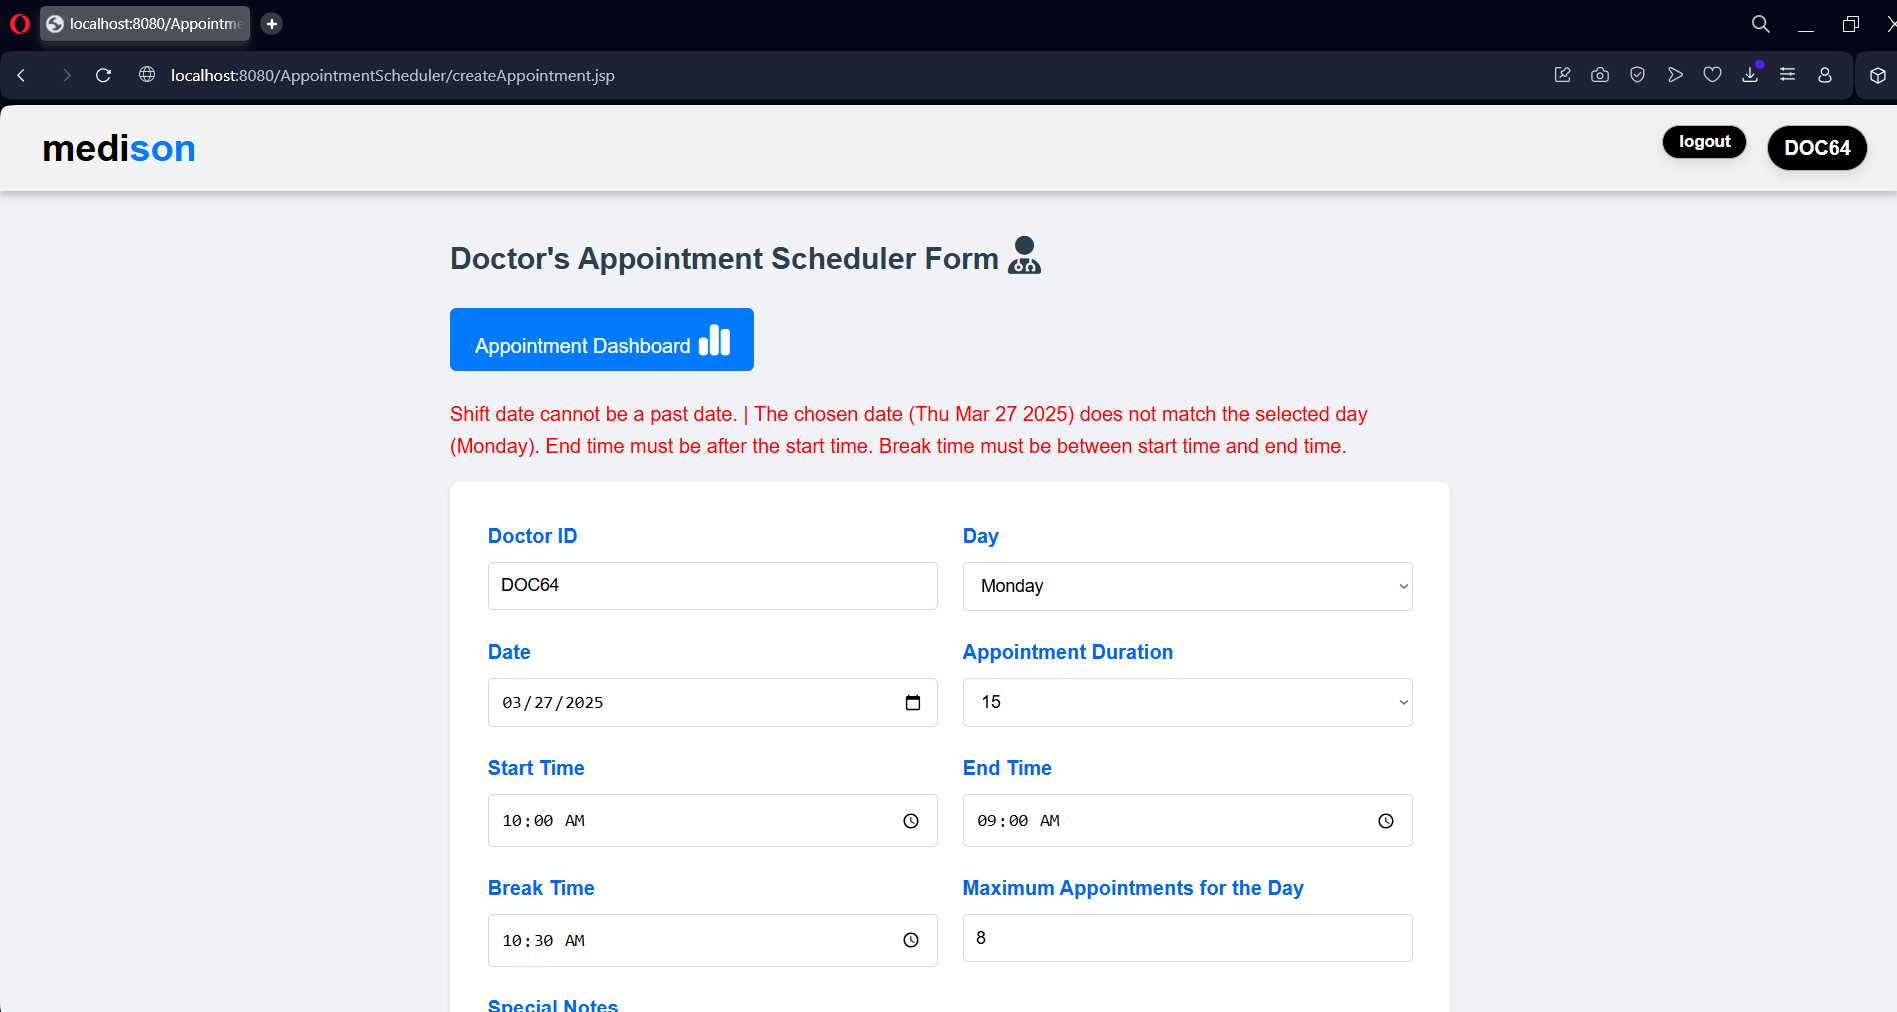 localhost:8080/Appointme
localhost:8080/AppointmentScheduler/createAppointment.jsp
medison
logout
DOC64
Doctor's Appointment Scheduler Form
Appointment Dashboard
Shift date cannot be a past date. | The chosen date (Thu Mar 27 2025) does not match the selected day
(Monday). End time must be after the start time. Break time must be between start time and end time.
Doctor ID
Day
DOC64
Monday
Date
Appointment Duration
03/27/2025
15
Start Time
End Time
10:00 AM
09:00 AM
Break Time
Maximum Appointments for the Day
10:30 AM
8
Special Notes